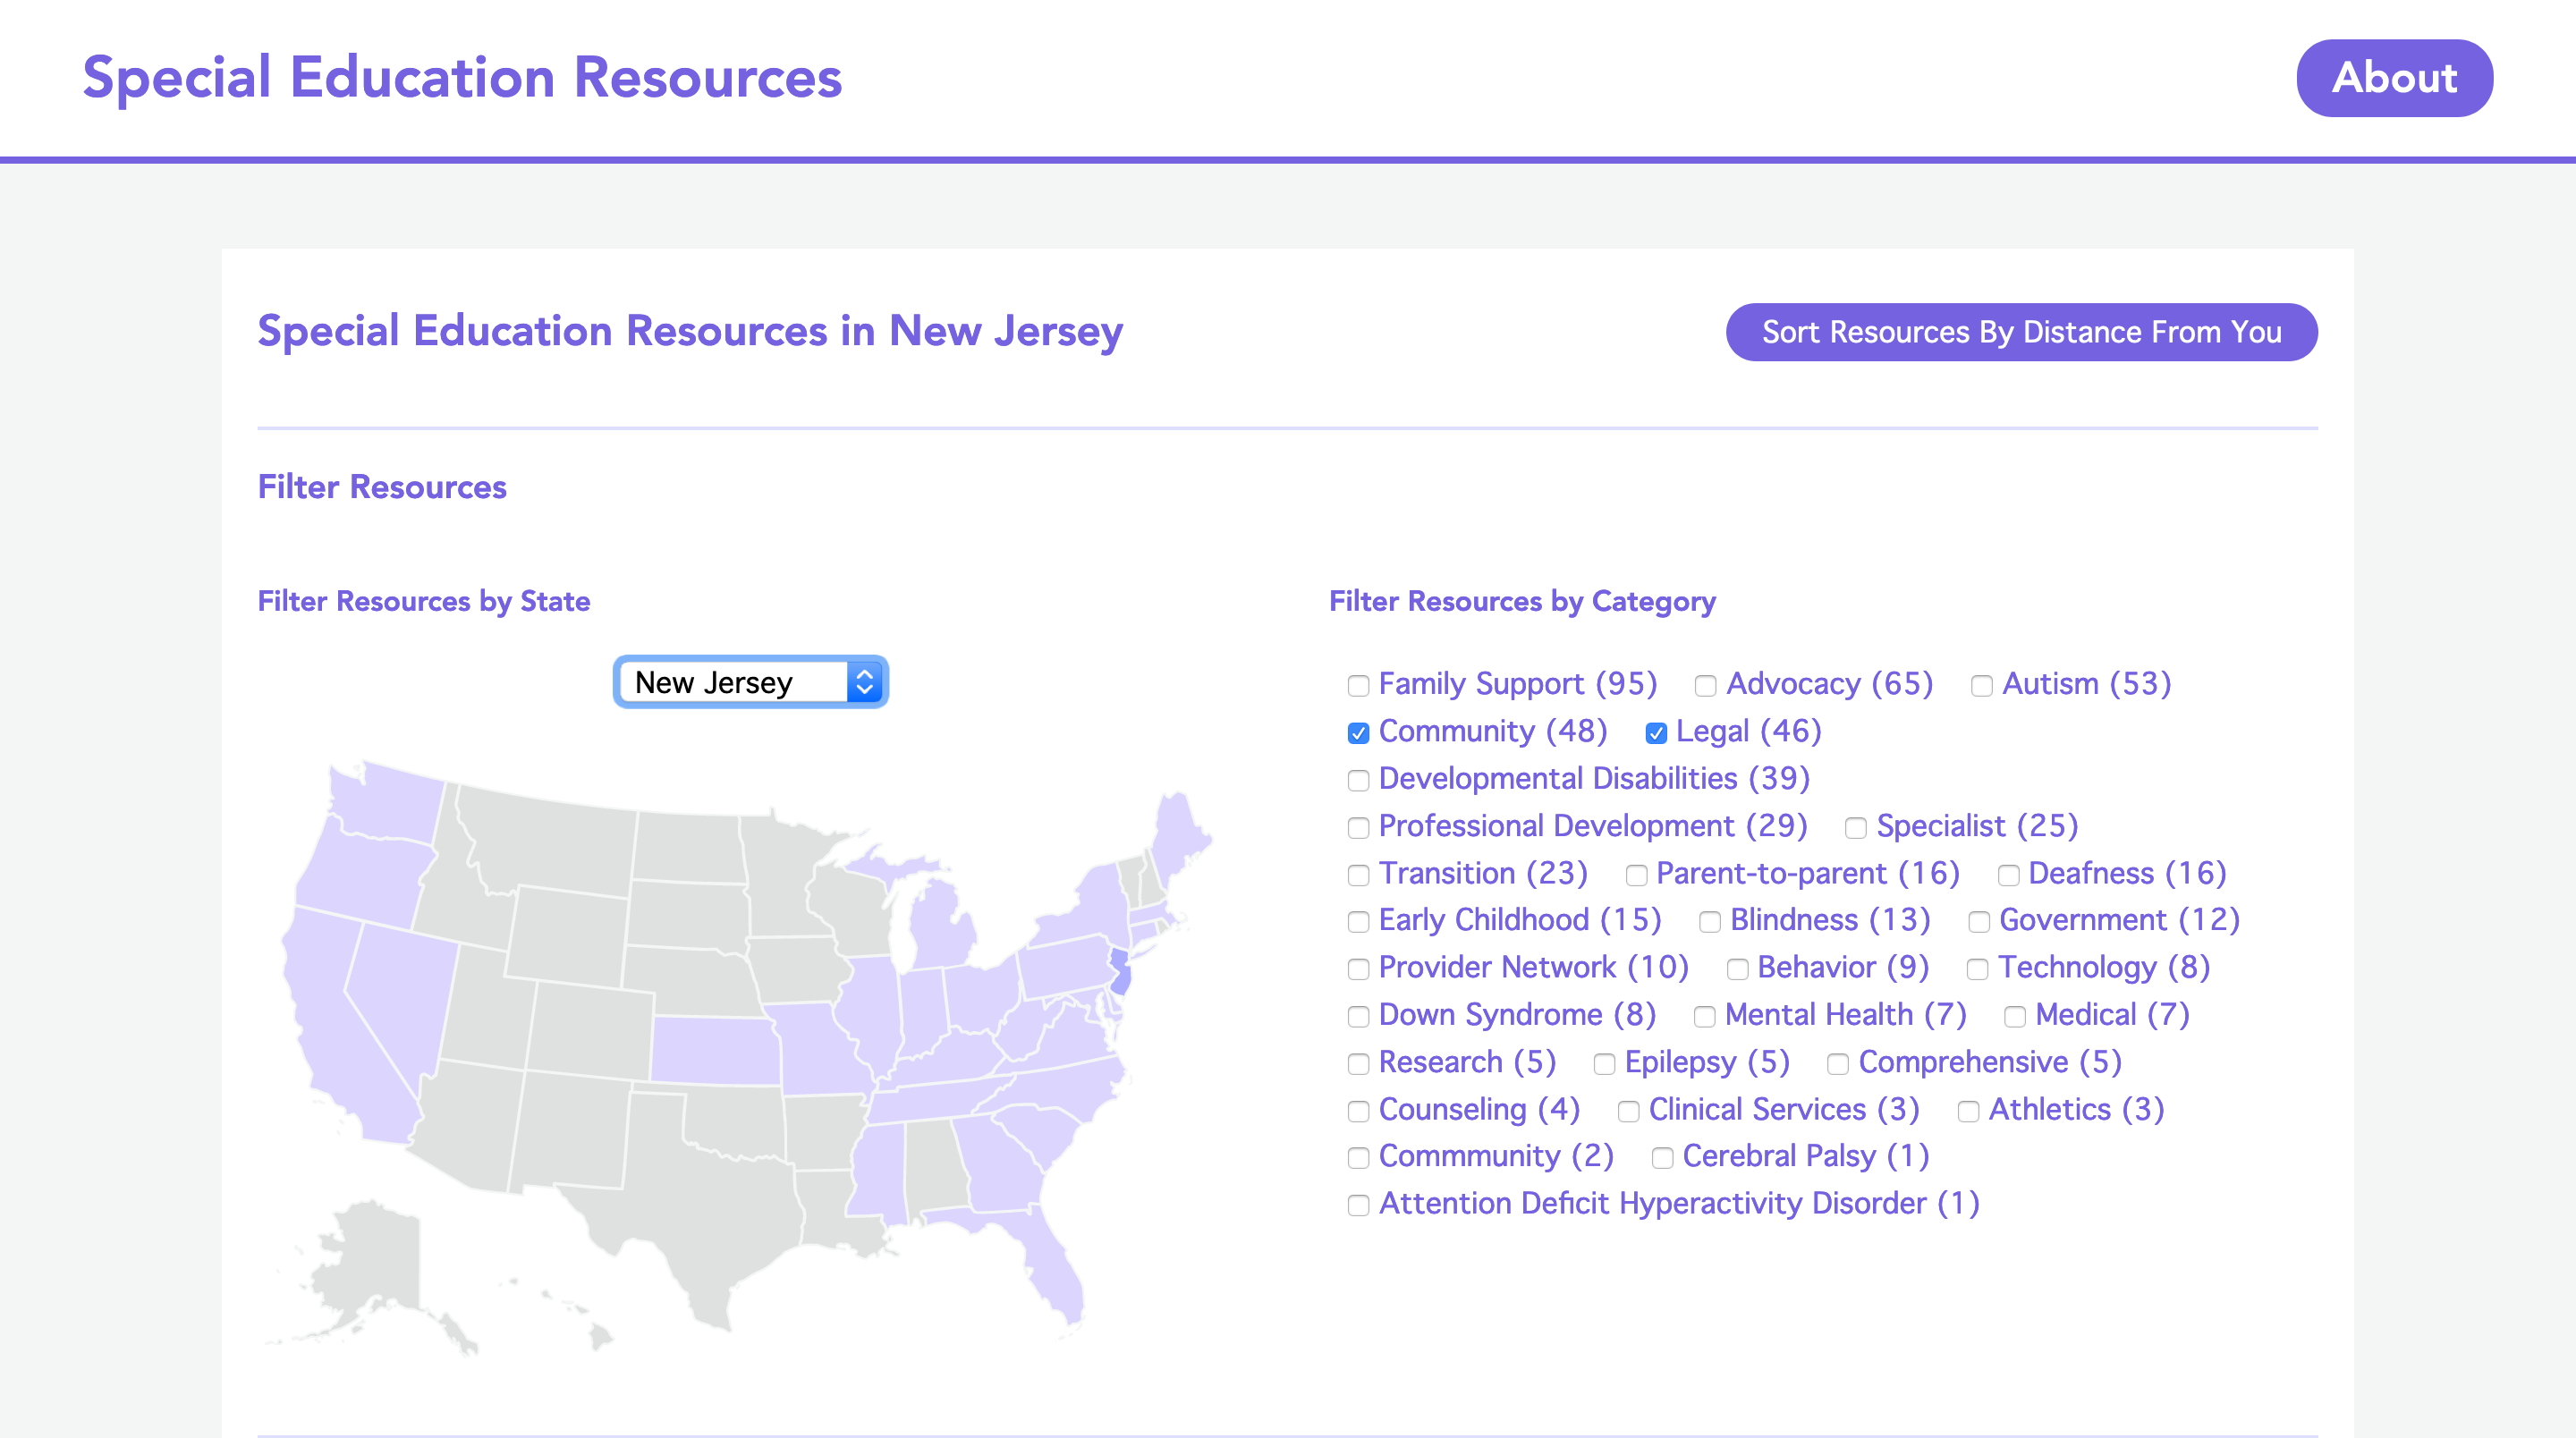 Special Education Resources
About
Special Education Resources in New Jersey
Sort Resources By Distance From You
Filter Resources
Filter Resources by State
New Jersey
Filter Resources by Category
Family Support (95) Advocacy (65) Autism (53)
Community (48) Legal (46)
Developmental Disabilities (39)
Professional Development (29) Specialist (25)
Transition (23) Parent-to-parent (16) Deafness (16)
Early Childhood (15) Blindness (13) Government (12)
Provider Network (10) Behavior (9) Technology (8)
Down Syndrome (8) Mental Health (7) Medical (7)
Research (5) Epilepsy (5) Comprehensive (5)
Counseling (4) Clinical Services (3) Athletics (3)
Commmunity (2) Cerebral Palsy (1)
Attention Deficit Hyperactivity Disorder (1)